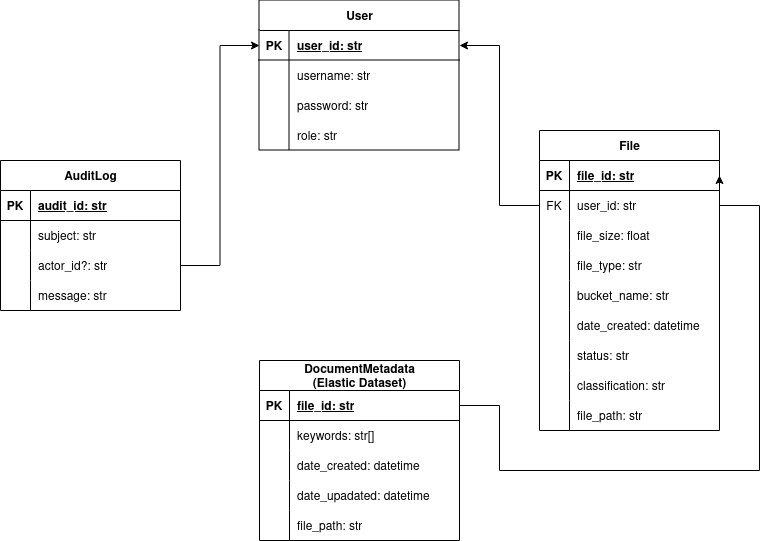 User
PK user_id: str
username: str
password: str
role: str
AuditLog
PK audit_id: str
subject: str
actor_id?: str
message: str
File
PK file_id: str
FK user_id: str
file_size: float
file_type: str
bucket_name: str
date_created: datetime
status: str
classification: str
file_path: str
DocumentMetadata
(Elastic Dataset)
PK file_id: str
keywords: str[]
date_created: datetime
date_upadated: datetime
file_path: str